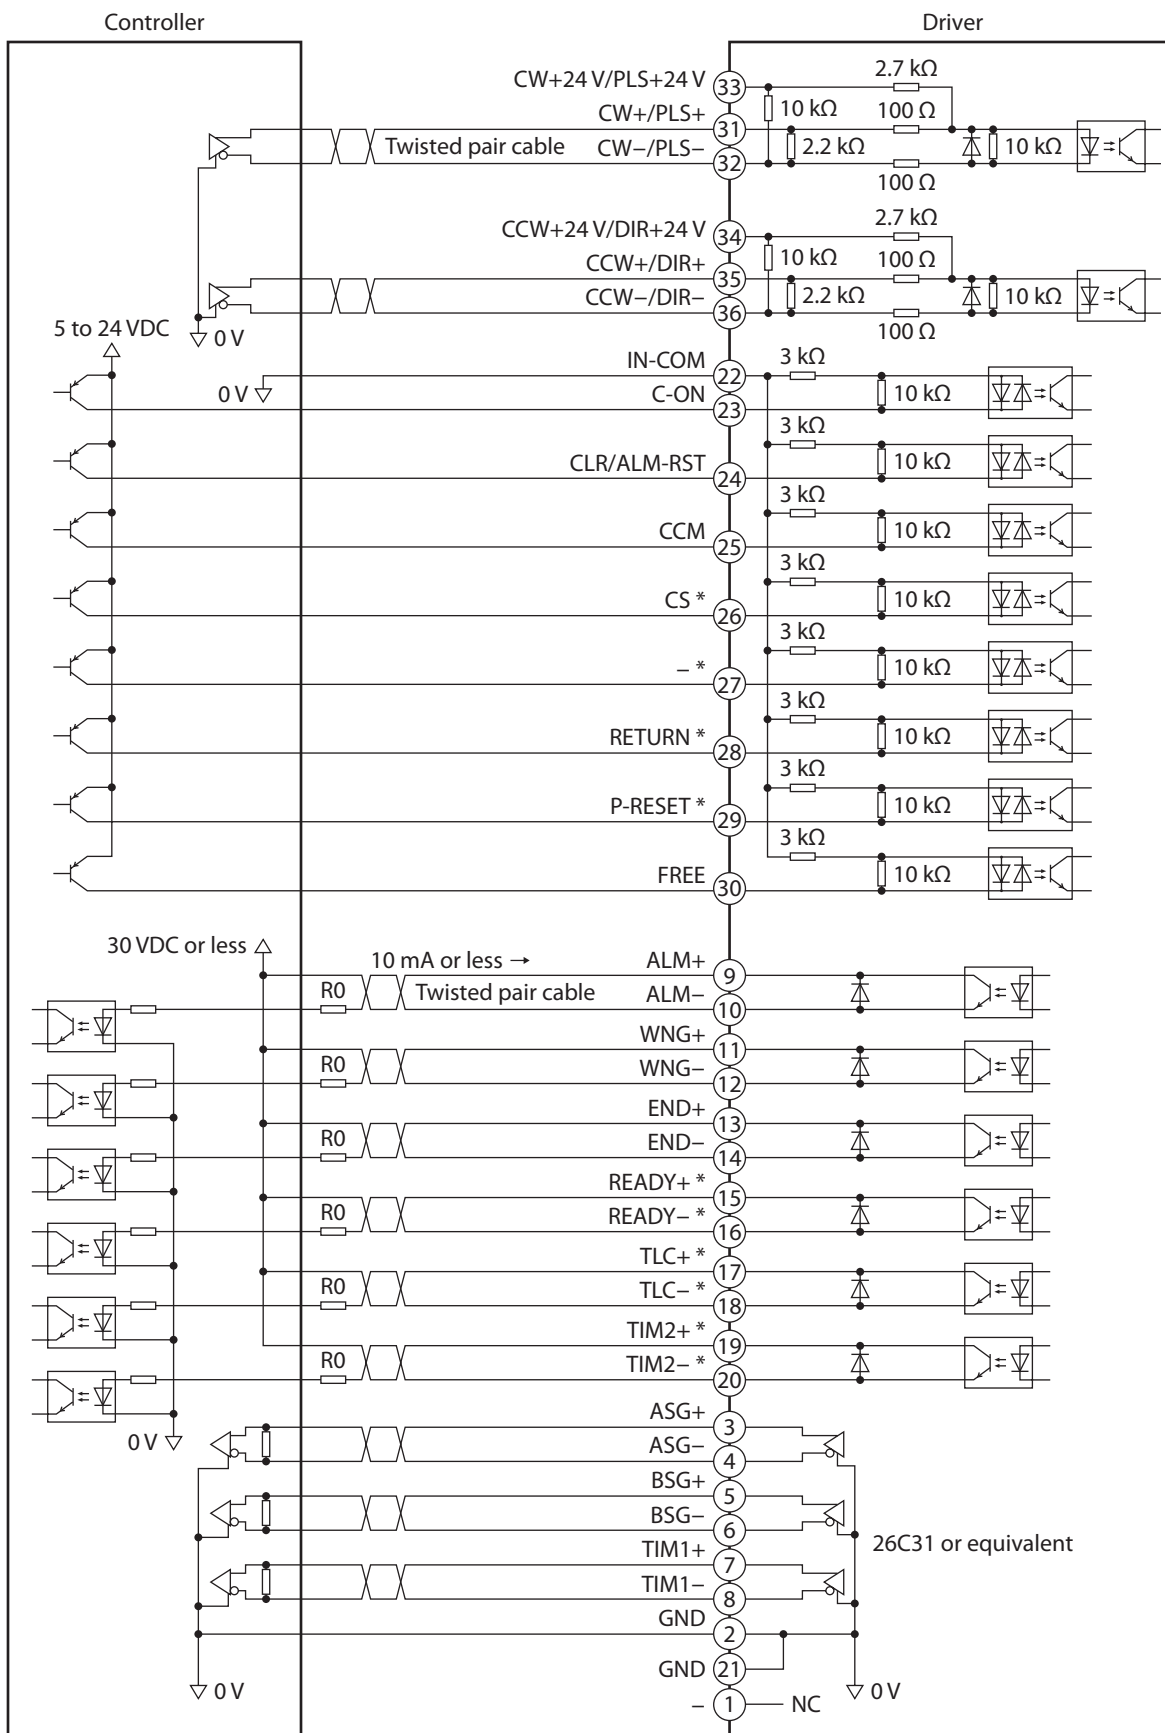 Controller
Driver
CW+24 V/PLS+24 V
33
2.7 kΩ
10 kΩ
CW+/PLS+
31
100 Ω
Twisted pair cable
CW−/PLS−
32
2.2 kΩ
10 kΩ
100 Ω
CCW+24 V/DIR+24 V
34
2.7 kΩ
10 kΩ
CCW+/DIR+
35
100 Ω
CCW−/DIR−
36
2.2 kΩ
10 kΩ
100 Ω
0 V
5 to 24 VDC
IN-COM
22
3 kΩ
0 V
C-ON
23
10 kΩ
3 kΩ
CLR/ALM-RST
24
10 kΩ
3 kΩ
CCM
25
10 kΩ
3 kΩ
CS *
26
10 kΩ
3 kΩ
− *
27
10 kΩ
3 kΩ
RETURN *
28
10 kΩ
3 kΩ
P-RESET *
29
10 kΩ
3 kΩ
FREE
30
10 kΩ
30 VDC or less
10 mA or less →
ALM+
9
R0
Twisted pair cable
ALM−
10
WNG+
11
R0
WNG−
12
END+
13
R0
END−
14
READY+ *
15
R0
READY− *
16
TLC+ *
17
R0
TLC− *
18
TIM2+ *
19
R0
TIM2− *
20
0 V
ASG+
3
ASG−
4
BSG+
5
BSG−
6
26C31 or equivalent
TIM1+
7
TIM1−
8
GND
2
GND
21
0 V
0 V
−
1
NC